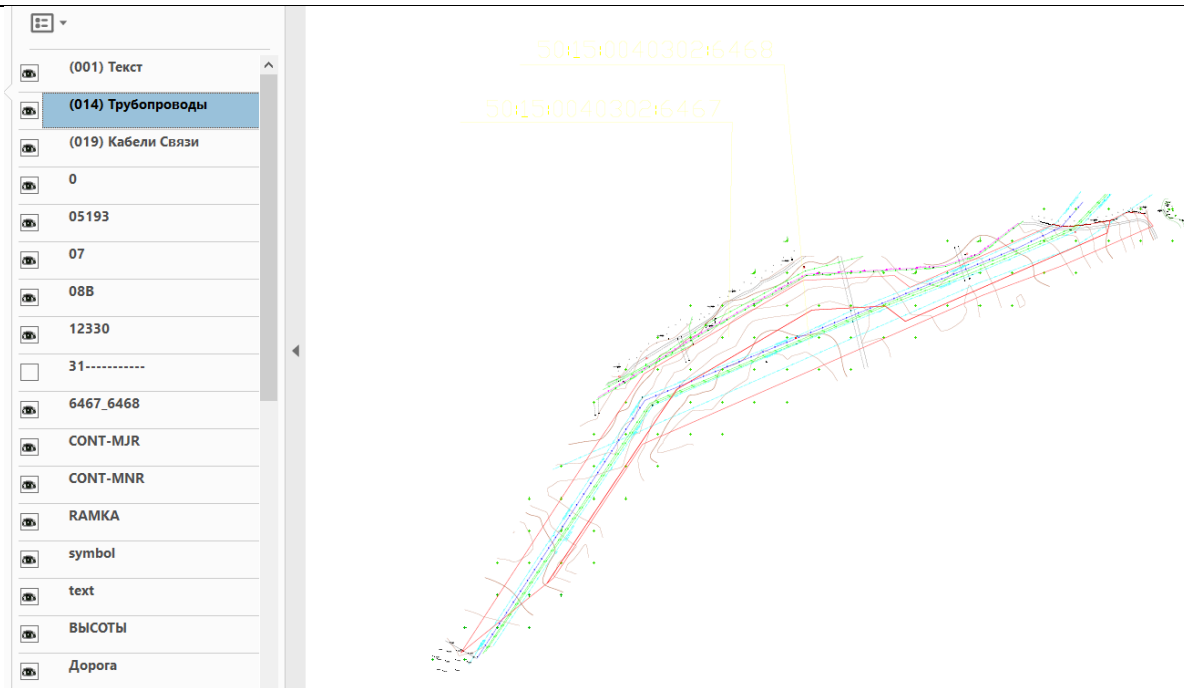 (001) Текст
(014) Трубопроводы
(019) Кабели Связи
0
05193
07
08B
12330
31-----------
6467_6468
CONT-MJR
CONT-MNR
RAMKA
symbol
text
ВЫСОТЫ
Дорога